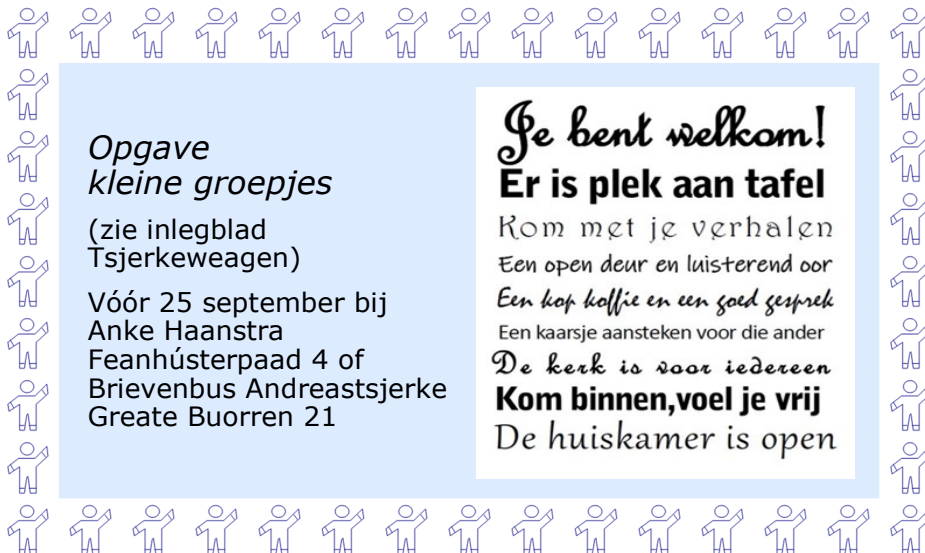 Opgave
kleine groepjes
(zie inlegblad
Tsjerkeweagen)
Vóór 25 september bij
Anke Haanstra
Feanhústerpaad 4 of
Brievenbus Andreastsjerke
Greate Buorren 21
Je bent welkom!
Er is plek aan tafel
Kom met je verhalen
Een open deur en luisterend oor
Een kop koffie en een goed gesprek
Een kaarsje aansteken voor die ander
De kerk is voor iedereen
Kom binnen,voel je vrij
De huiskamer is open